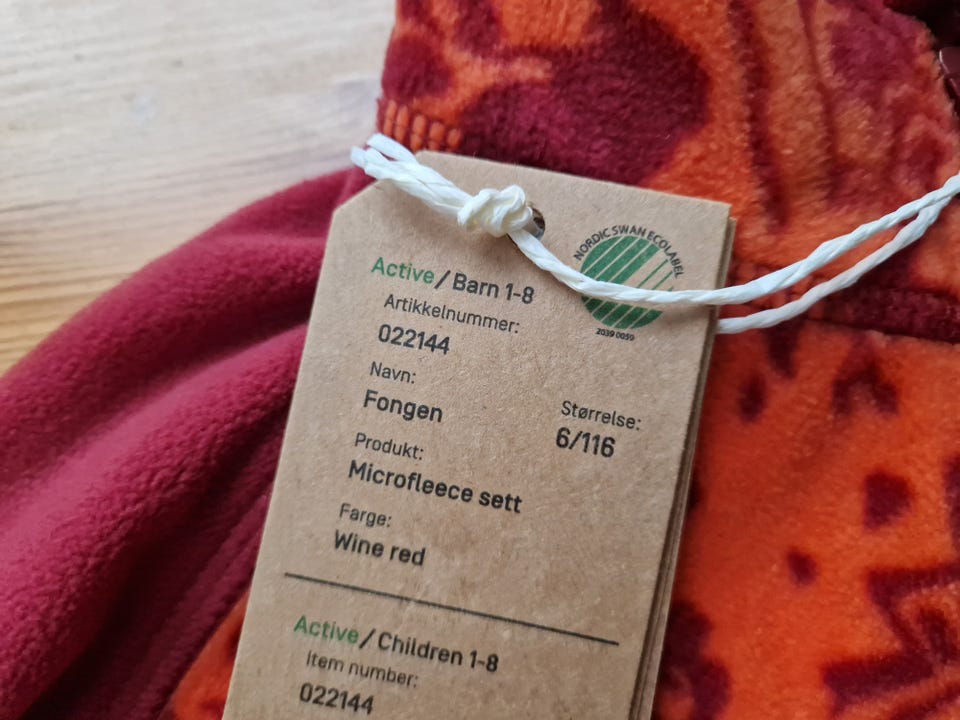 NORDIC SWAN ECOLABEL
2039 0050
Active/Barn 1-8
Artikkelnummer:
022144
Navn:
Fongen
Størrelse:
6/116
Produkt:
Microfleece sett
Farge:
Wine red
Active/Children 1-8
Item number:
022144